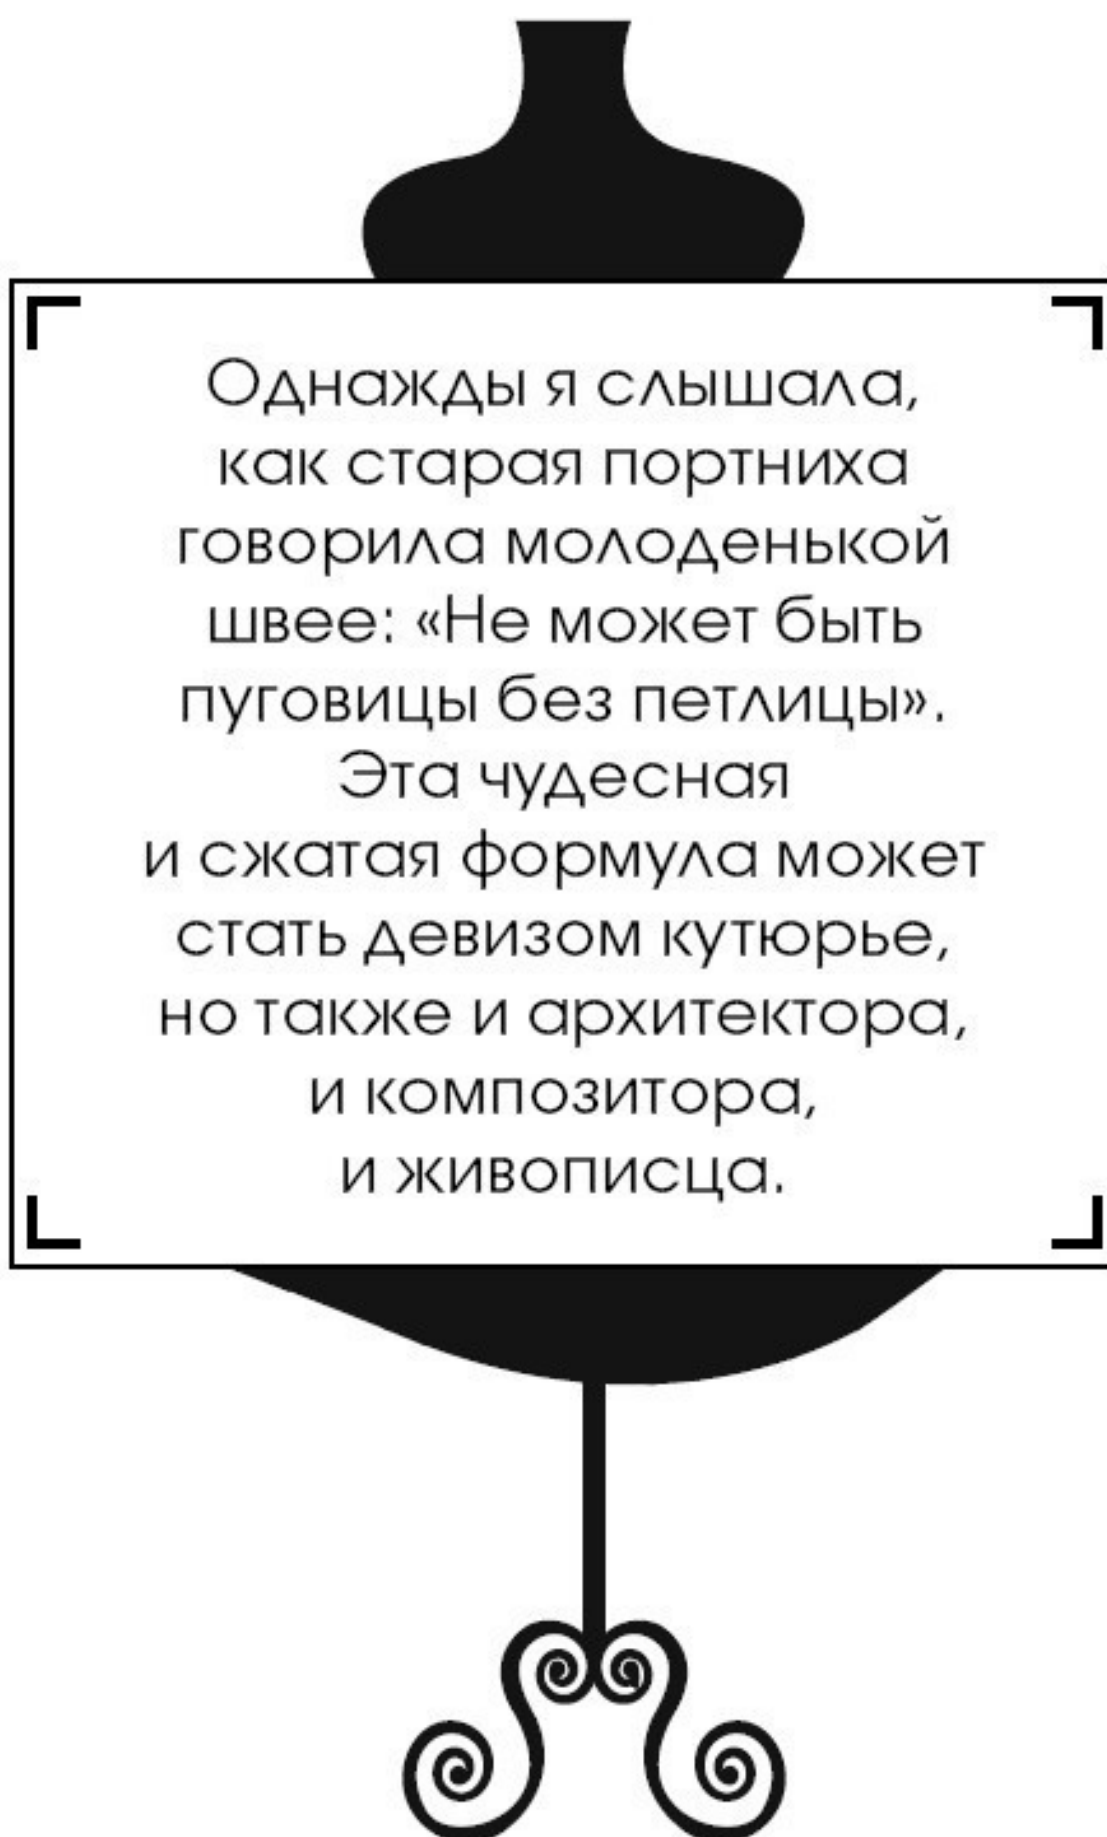 Однажды я слышала,
как старая портниха
говорила молоденькой
швее: «Не может быть
пуговицы без петлицы».
Эта чудесная
и сжатая формула может
стать девизом кутюрье,
но также и архитектора,
и композитора,
и живописца.